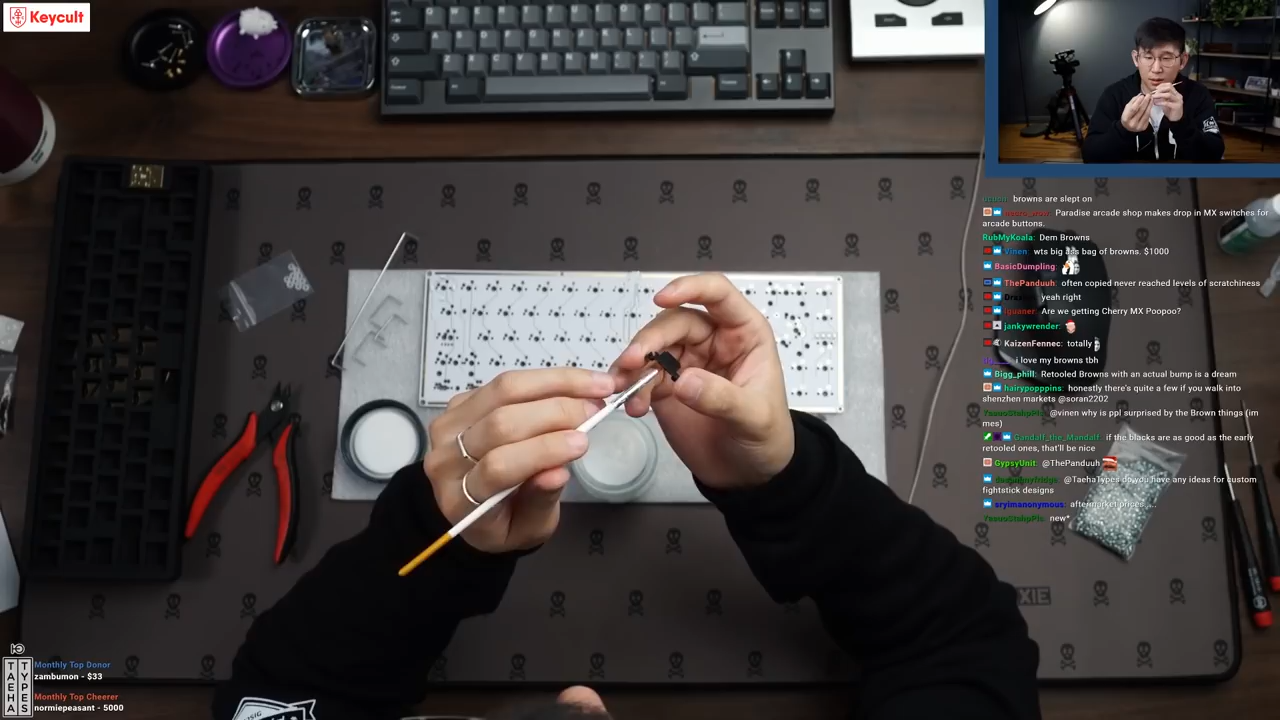 Keycult
browns are slept on
Paradise arcade shop makes drop in MX switches for
arcade buttons.
RubMyKoala: Dem Browns
Vinen: wts big ass bag of browns. $1000
BasicDumpling:
ThePanduuh: often copied never reached levels of scratchiness
yeah right
Iguaner: Are we getting Cherry MX Poopoo?
jankywrender:
KaizenFennec: totally
i love my browns tbh
Bigg_phill: Retooled Browns with an actual bump is a dream
hairypopppins: honestly there's quite a few if you walk into
shenzhen markets @soran2202
@vinen why is ppl surprised by the Brown things (im
mes)
Gandalf_the_Mandalf: if the blacks are as good as the early
retooled ones, that'll be nice
GypsyUnit: @ThePanduuh
@TaehaTypes do you have any ideas for custom
fightstick designs
sryimanonymous: aftermarket prices ....
new*
TAEHA
TYPES
Monthly Top Donor
zambumon - $33
Monthly Top Cheerer
normiepeasant - 5000